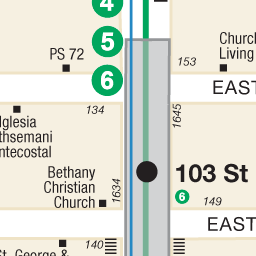 4
5
Church
Living
PS 72
153
6
EAST
134
1645
Iglesia
thsemani
ntecostal
Bethany
Christian
Church
1634
103 St
6
149
EAST
140
St. George &